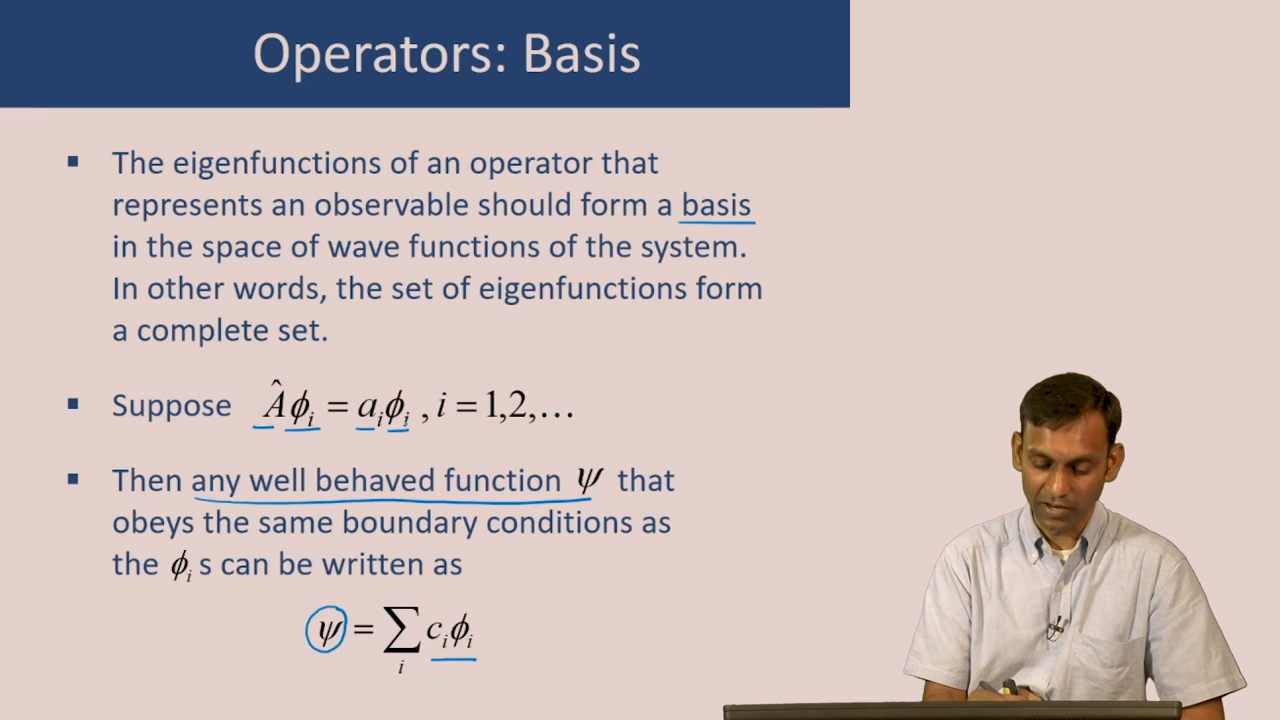 Operators: Basis
▪ The eigenfunctions of an operator that
represents an observable should form a basis
in the space of wave functions of the system.
In other words, the set of eigenfunctions form
a complete set.
▪ Suppose Âϕᵢ = aᵢϕᵢ , i = 1,2,…
▪ Then any well behaved function ψ that
obeys the same boundary conditions as
the ϕᵢ s can be written as
ψ = ∑ᵢ cᵢϕᵢ